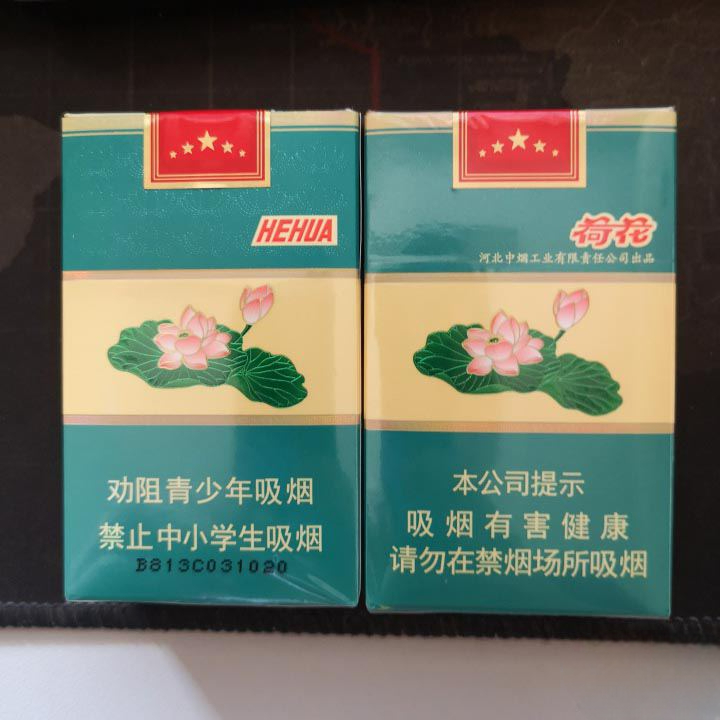 HEHUA
劝阻青少年吸烟
禁止中小学生吸烟
B813C031020
荷花
河北中烟工业有限责任公司出品
本公司提示
吸烟有害健康
请勿在禁烟场所吸烟